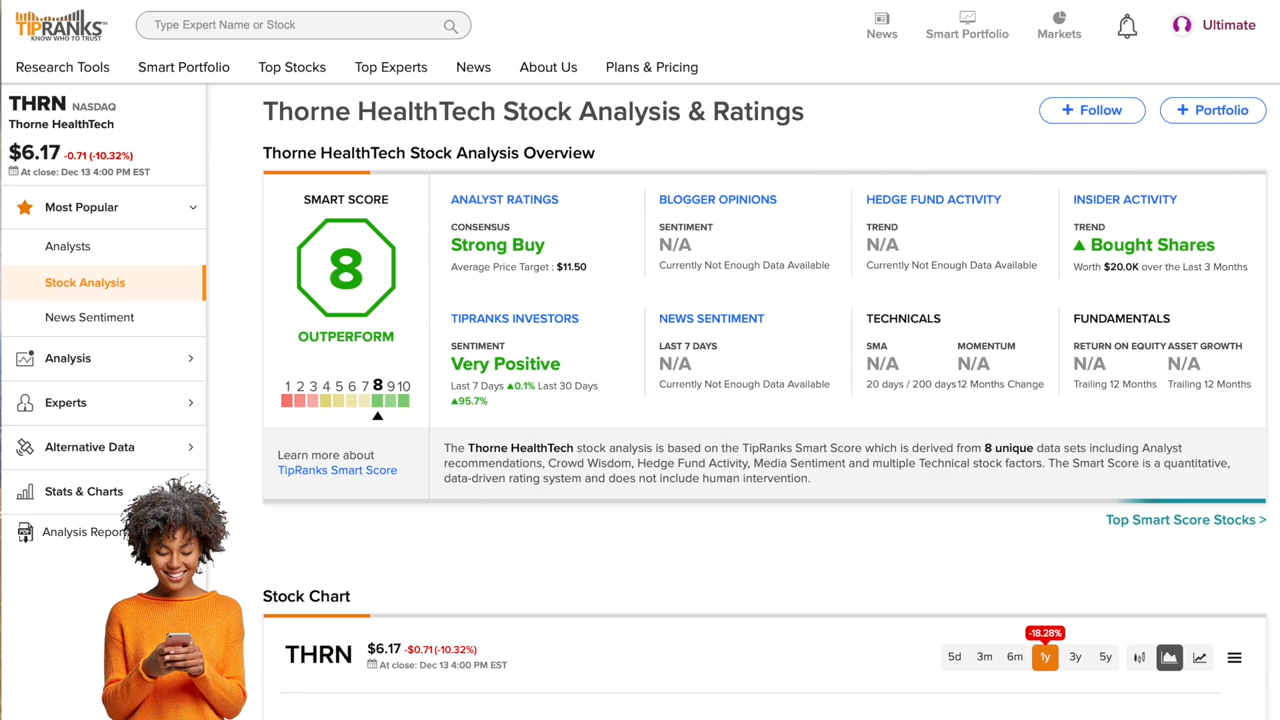 TIPRANKS
KNOW WHO TO TRUST
Type Expert Name or Stock
News
Smart Portfolio
Markets
Ultimate
Research Tools
Smart Portfolio
Top Stocks
Top Experts
News
About Us
Plans & Pricing
THRN NASDAQ
Thorne HealthTech
$6.17 -0.71 (-10.32%)
At close: Dec 13 4:00 PM EST
Most Popular
Analysts
Stock Analysis
News Sentiment
Analysis
Experts
Alternative Data
Stats & Charts
Analysis Repor
Thorne HealthTech Stock Analysis & Ratings
+ Follow
+ Portfolio
Thorne HealthTech Stock Analysis Overview
SMART SCORE
8
OUTPERFORM
1 2 3 4 5 6 7 8 9 10
Learn more about
TipRanks Smart Score
ANALYST RATINGS
CONSENSUS
Strong Buy
Average Price Target : $11.50
BLOGGER OPINIONS
SENTIMENT
N/A
Currently Not Enough Data Available
HEDGE FUND ACTIVITY
TREND
N/A
Currently Not Enough Data Available
INSIDER ACTIVITY
TREND
▲ Bought Shares
Worth $20.0K over the Last 3 Months
TIPRANKS INVESTORS
SENTIMENT
Very Positive
Last 7 Days ▲0.1% Last 30 Days
▲95.7%
NEWS SENTIMENT
LAST 7 DAYS
N/A
Currently Not Enough Data Available
TECHNICALS
SMA MOMENTUM
N/A N/A
20 days / 200 days 12 Months Change
FUNDAMENTALS
RETURN ON EQUITY ASSET GROWTH
N/A N/A
Trailing 12 Months Trailing 12 Months
The Thorne HealthTech stock analysis is based on the TipRanks Smart Score which is derived from 8 unique data sets including Analyst
recommendations, Crowd Wisdom, Hedge Fund Activity, Media Sentiment and multiple Technical stock factors. The Smart Score is a quantitative,
data-driven rating system and does not include human intervention.
Top Smart Score Stocks >
Stock Chart
THRN
$6.17 -$0.71 (-10.32%)
At close: Dec 13 4:00 PM EST
-18.28%
5d 3m 6m 1y 3y 5y